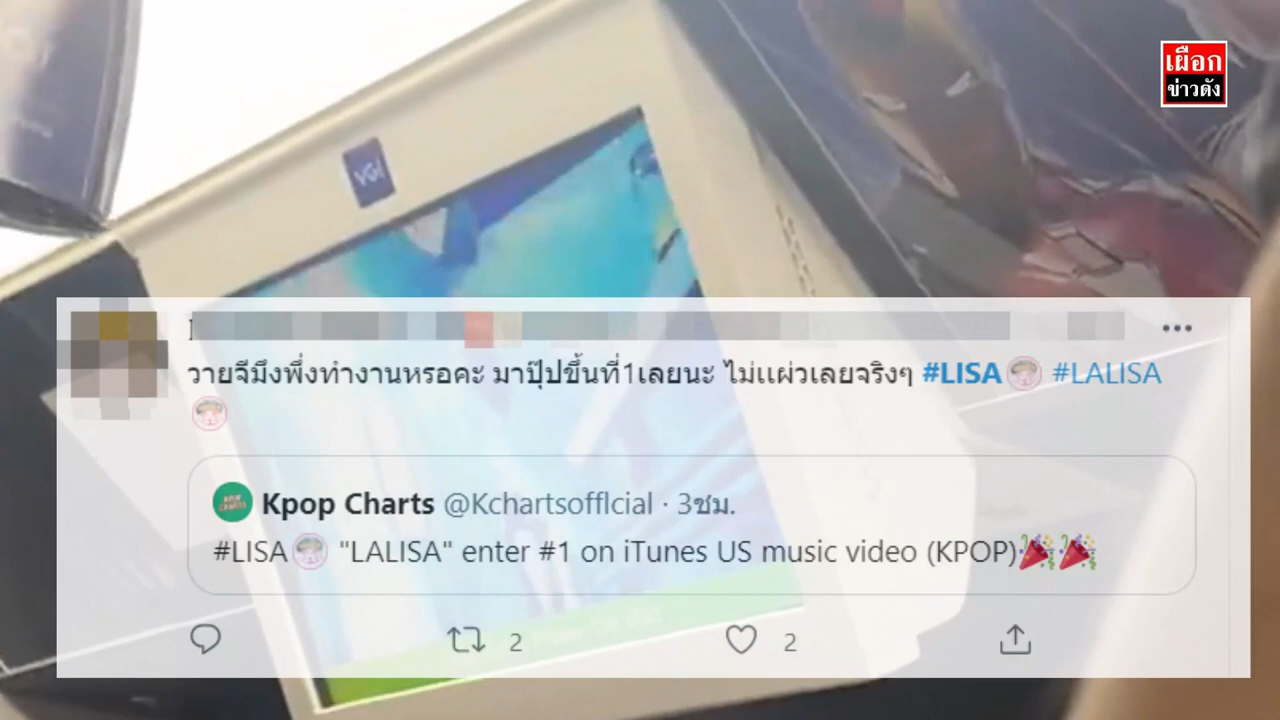 เผือก
ข่าวดัง
VGI
วายจีมึงพึ่งทำงานหรอคะ มาปุ๊ปขึ้นที่1เลยนะ ไม่แผ่วเลยจริงๆ #LISA #LALISA
Kpop Charts @Kchartsofflcial · 3ชม.
#LISA "LALISA" enter #1 on iTunes US music video (KPOP)🎉🎉
2
2